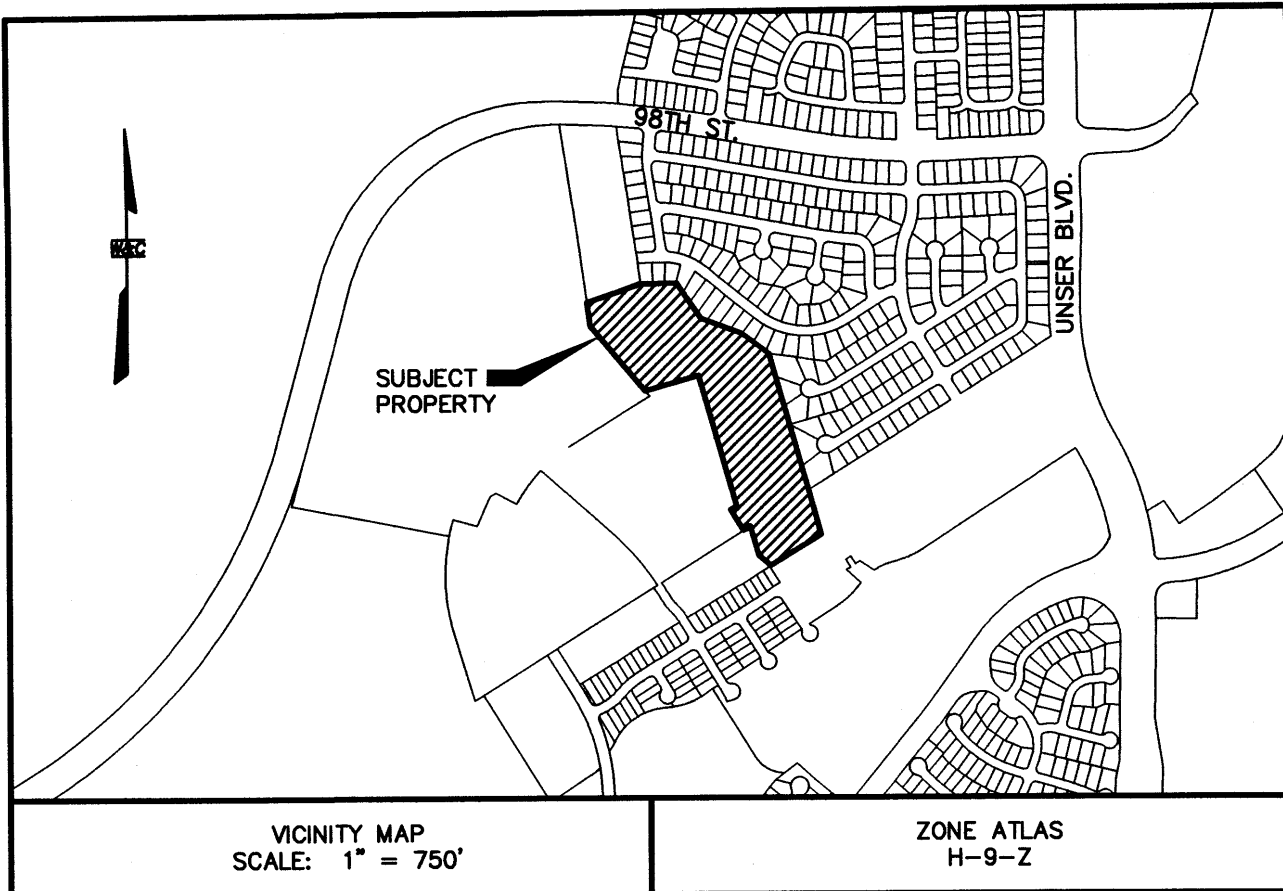 98TH ST.
UNSER BLVD.
SUBJECT
PROPERTY
VICINITY MAP
SCALE: 1" = 750'
ZONE ATLAS
H-9-Z